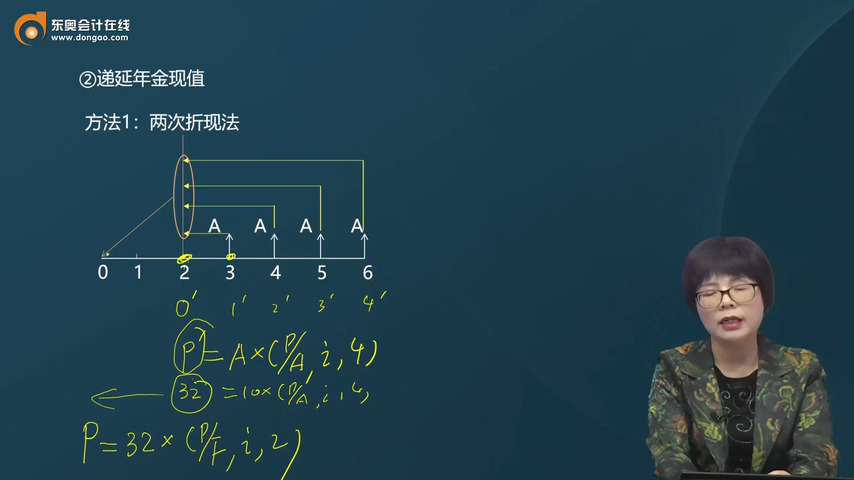 东奥会计在线
www.dongao.com
②递延年金现值
方法1：两次折现法
A A A A
0 1 2 3 4 5 6
0' 1' 2' 3' 4'
P' = A × (P/A, i, 4)
32 = 10 × (P/A, i, 4
P = 32 × (P/F, i, 2)